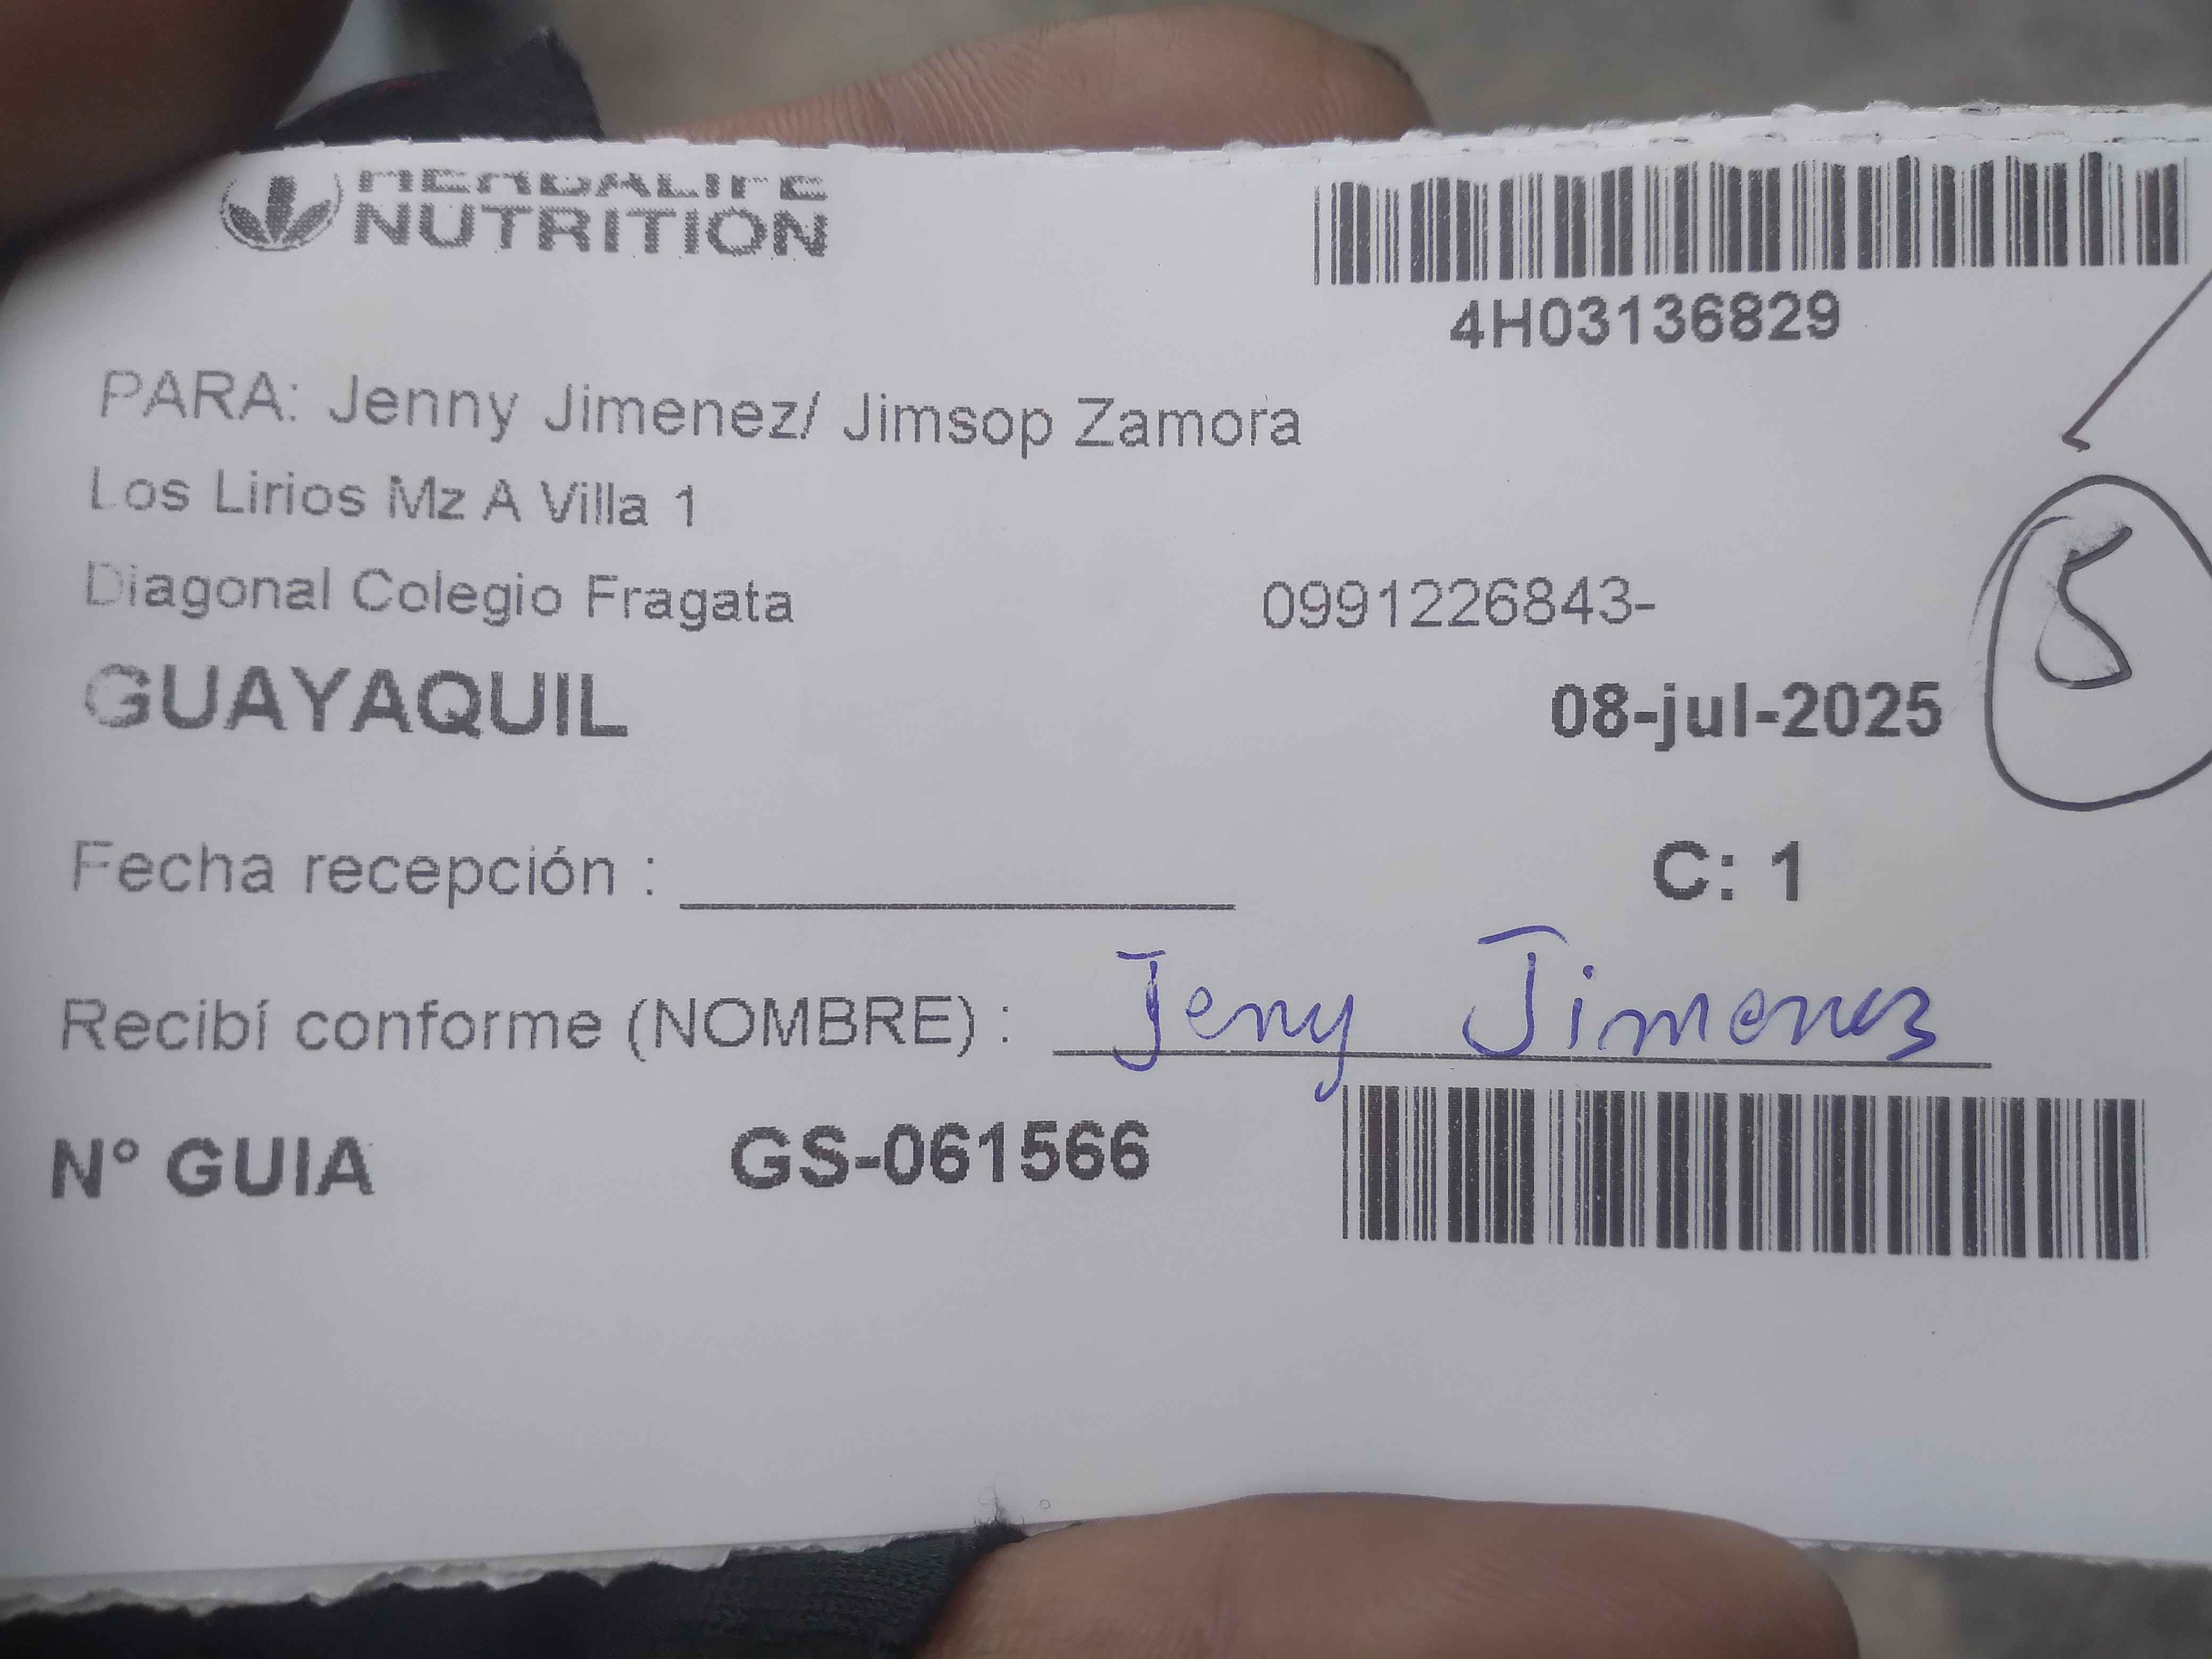 HERBALIFE
NUTRITION
4H03136829
PARA: Jenny Jimenez/ Jimsop Zamora
Los Lirios Mz A Villa 1
Diagonal Colegio Fragata 0991226843-
GUAYAQUIL 08-jul-2025
Fecha recepción : C: 1
Recibí conforme (NOMBRE) : Jeny Jimenez
N° GUIA GS-061566